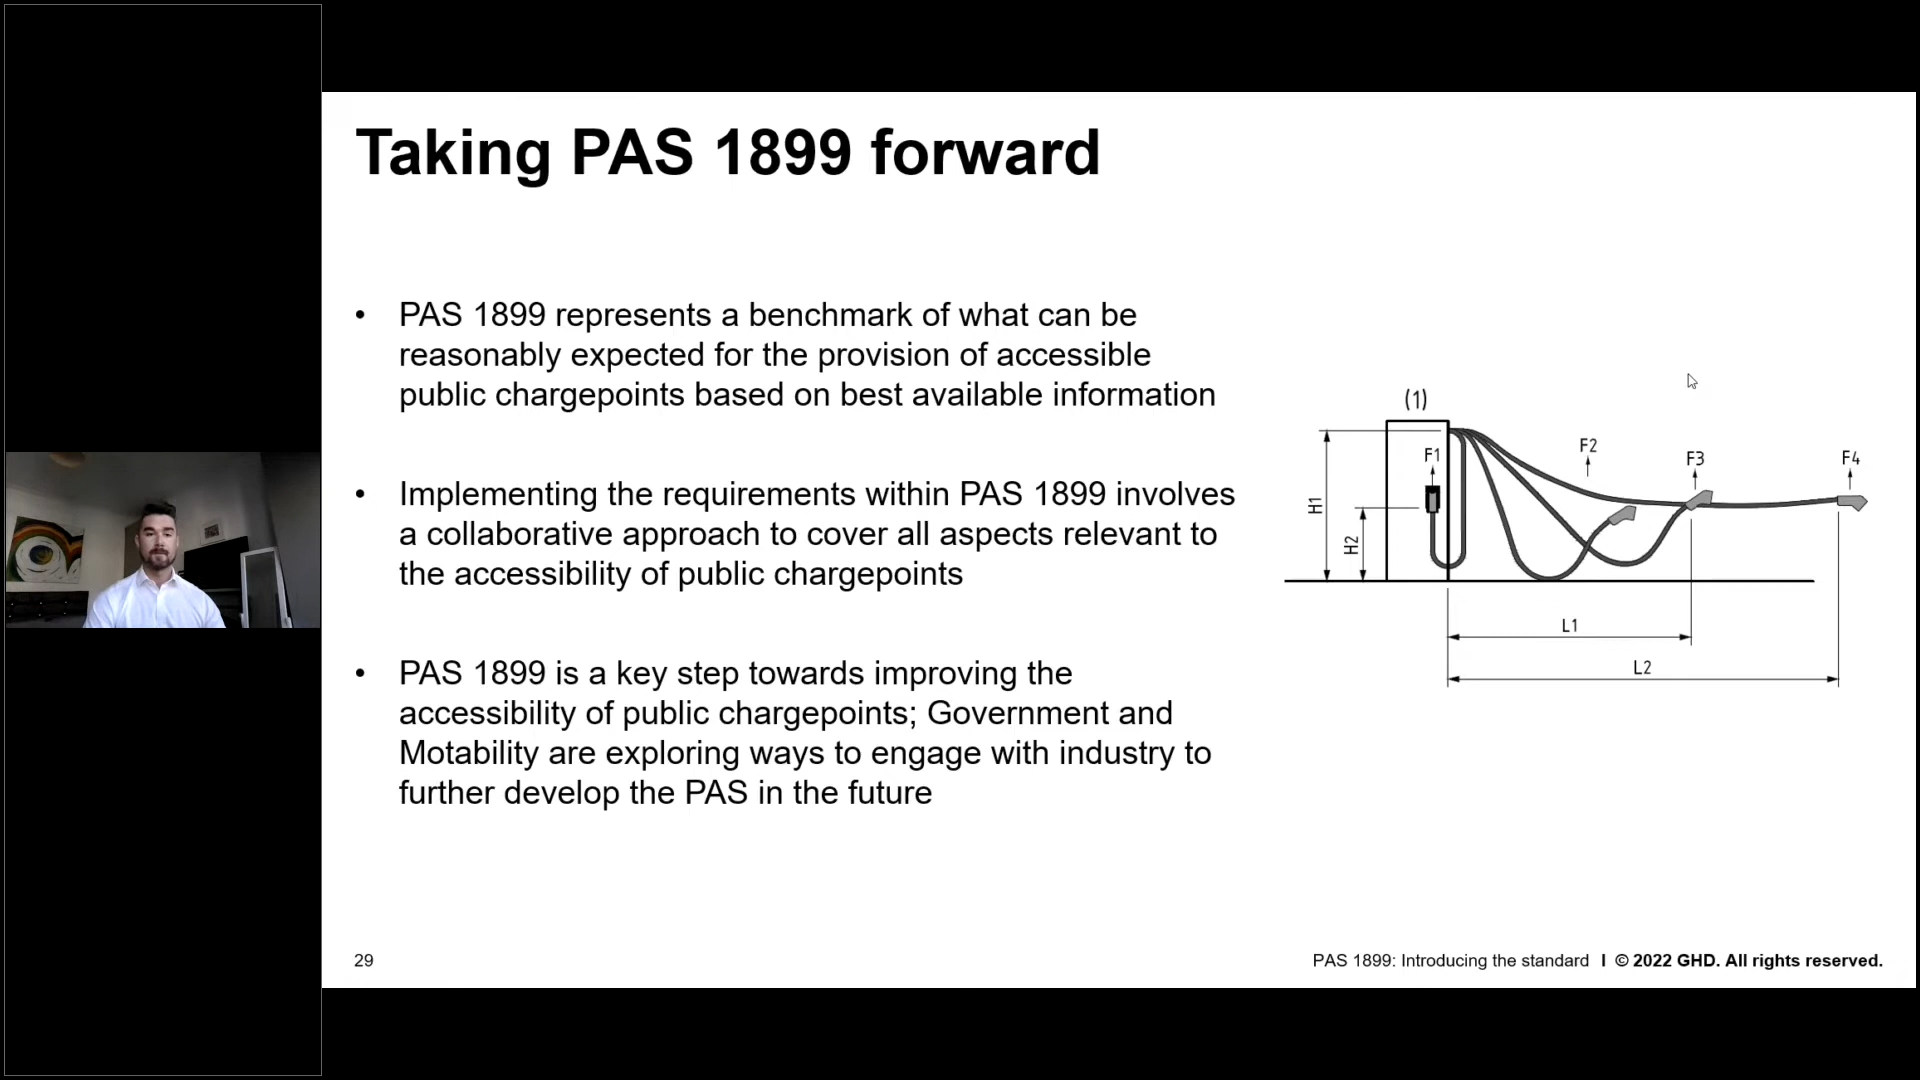 Taking PAS 1899 forward
• PAS 1899 represents a benchmark of what can be
reasonably expected for the provision of accessible
public chargepoints based on best available information
• Implementing the requirements within PAS 1899 involves
a collaborative approach to cover all aspects relevant to
the accessibility of public chargepoints
• PAS 1899 is a key step towards improving the
accessibility of public chargepoints; Government and
Motability are exploring ways to engage with industry to
further develop the PAS in the future
(1)
F1
F2
F3
F4
H1
H2
L1
L2
29
PAS 1899: Introducing the standard I © 2022 GHD. All rights reserved.